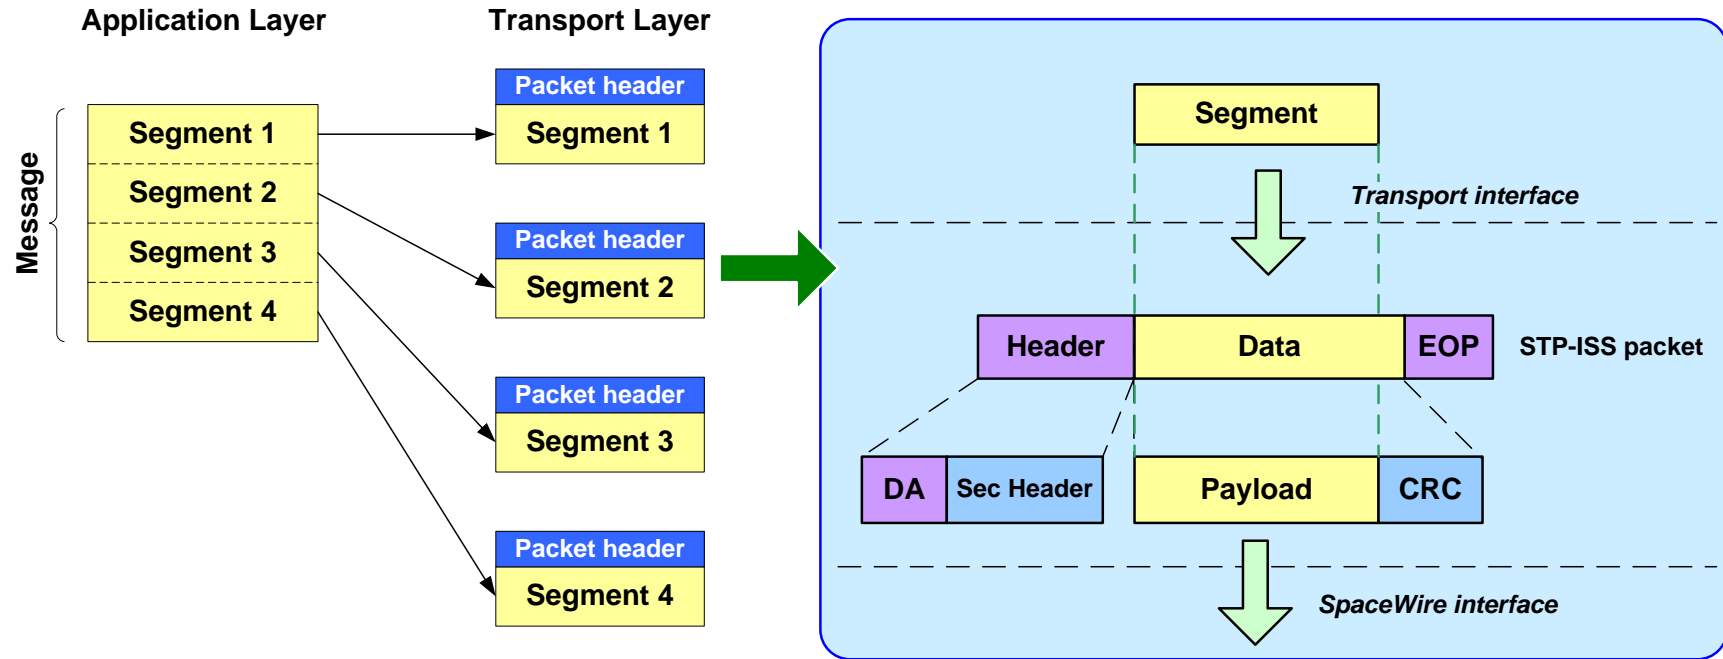 Application Layer
Message
Segment 1
Segment 2
Segment 3
Segment 4
Transport Layer
Packet header
Segment 1
Packet header
Segment 2
Packet header
Segment 3
Packet header
Segment 4
Segment
Transport interface
Header Data EOP STP-ISS packet
DA Sec Header Payload CRC
SpaceWire interface